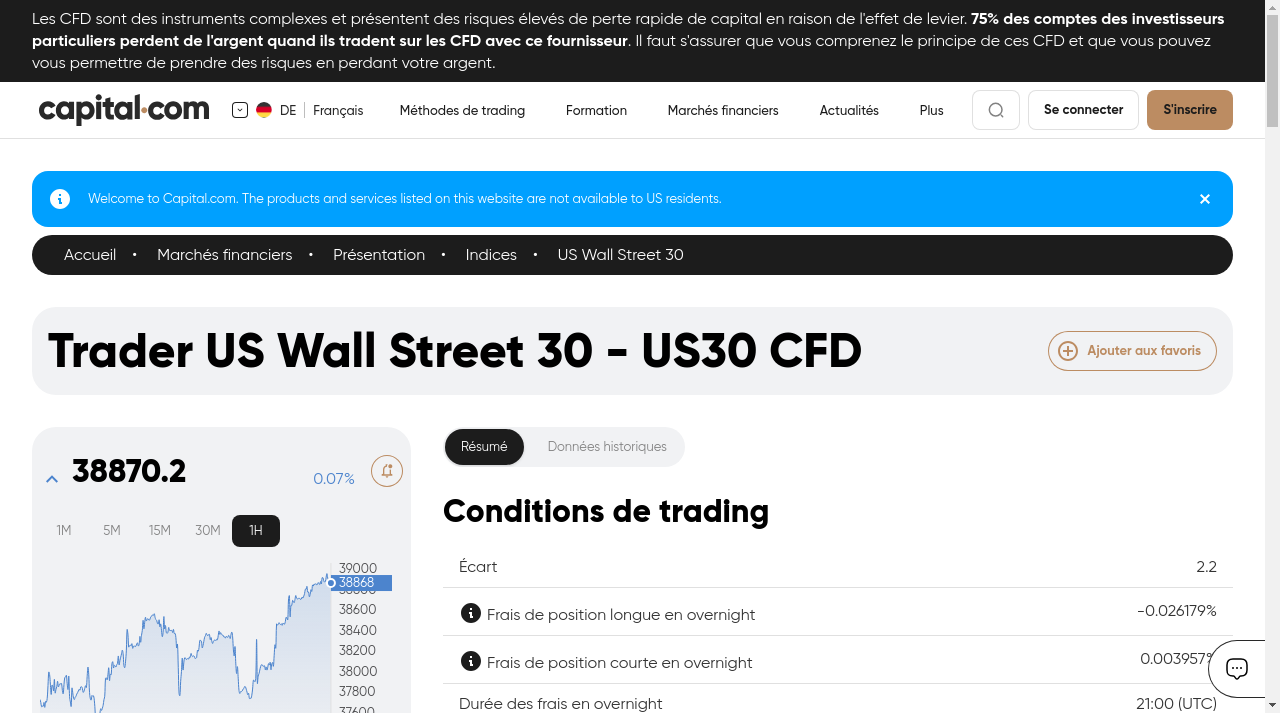 Les CFD sont des instruments complexes et présentent des risques élevés de perte rapide de capital en raison de l'effet de levier. 75% des comptes des investisseurs
particuliers perdent de l'argent quand ils tradent sur les CFD avec ce fournisseur. Il faut s'assurer que vous comprenez le principe de ces CFD et que vous pouvez
vous permettre de prendre des risques en perdant votre argent.
capital.com DE Français Méthodes de trading Formation Marchés financiers Actualités Plus Se connecter S'inscrire
Welcome to Capital.com. The products and services listed on this website are not available to US residents.
Accueil • Marchés financiers • Présentation • Indices • US Wall Street 30
Trader US Wall Street 30 - US30 CFD
Ajouter aux favoris
38870.2 0.07%
1M 5M 15M 30M 1H
39000
38868
38800
38600
38400
38200
38000
37800
37600
Résumé Données historiques
Conditions de trading
Écart 2.2
Frais de position longue en overnight -0.026179%
Frais de position courte en overnight 0.003957%
Durée des frais en overnight 21:00 (UTC)